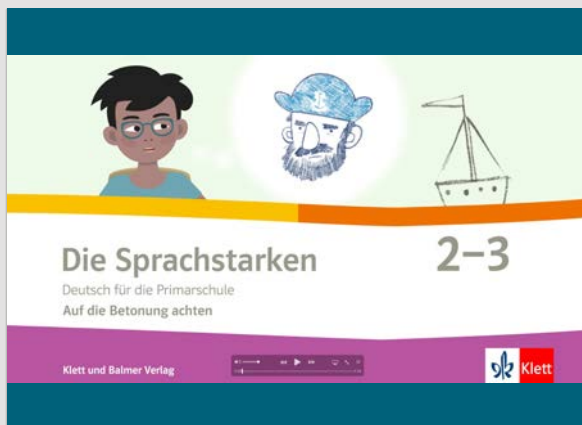 Die Sprachstarken
2–3
Deutsch für die Primarschule
Auf die Betonung achten
Klett und Balmer Verlag
Klett